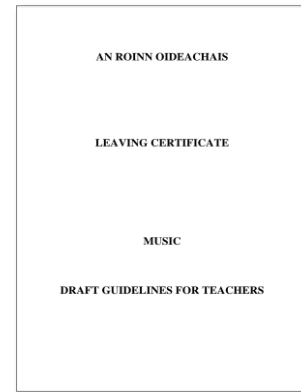 AN ROINN OIDEACHAIS
LEAVING CERTIFICATE
MUSIC
DRAFT GUIDELINES FOR TEACHERS